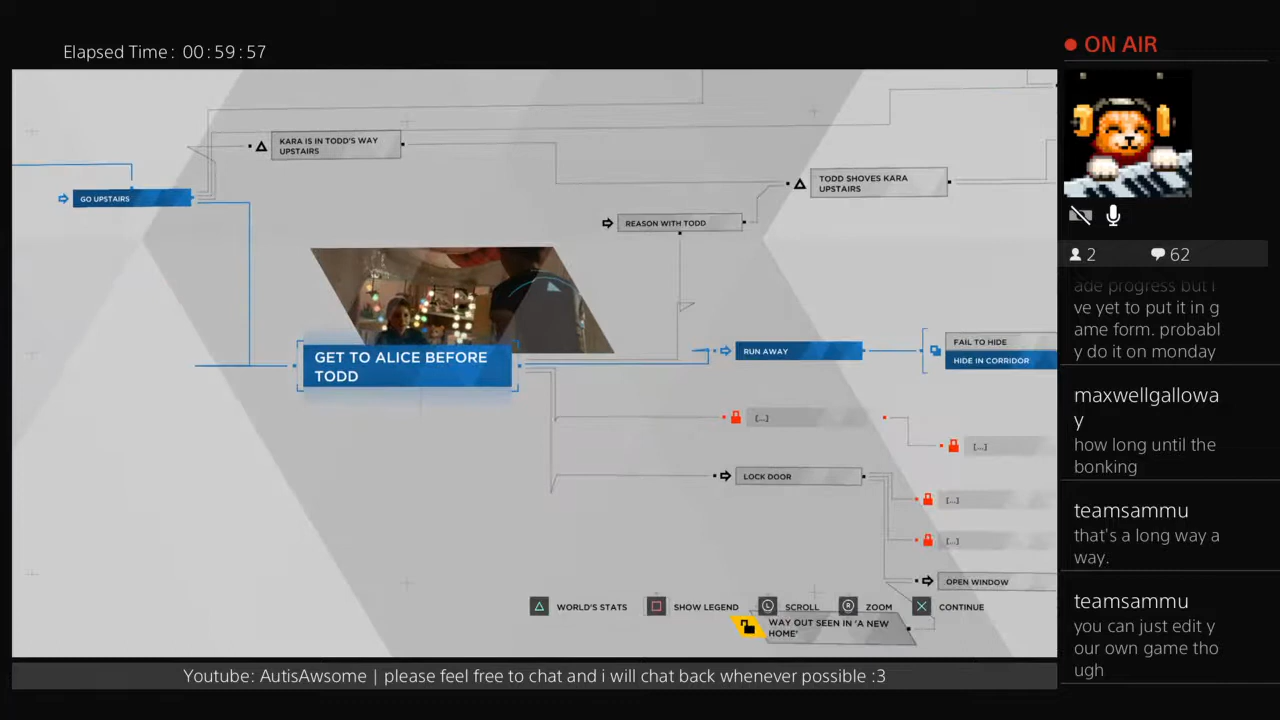 Elapsed Time: 00:59:57
ON AIR
KARA IS IN TODD'S WAY
UPSTAIRS
TODD SHOVES KARA
UPSTAIRS
GO UPSTAIRS
REASON WITH TODD
GET TO ALICE BEFORE
TODD
RUN AWAY
FAIL TO HIDE
HIDE IN CORRIDOR
[...]
[...]
LOCK DOOR
[...]
[...]
OPEN WINDOW
WORLD'S STATS
SHOW LEGEND
L
SCROLL
R
ZOOM
CONTINUE
WAY OUT SEEN IN 'A NEW
HOME'
2
62
ade progress but i
ve yet to put it in g
ame form. probabl
y do it on monday
maxwellgallowa
y
how long until the
bonking
teamsammu
that's a long way a
way.
teamsammu
you can just edit y
our own game tho
ugh
Youtube: AutisAwsome | please feel free to chat and i will chat back whenever possible :3